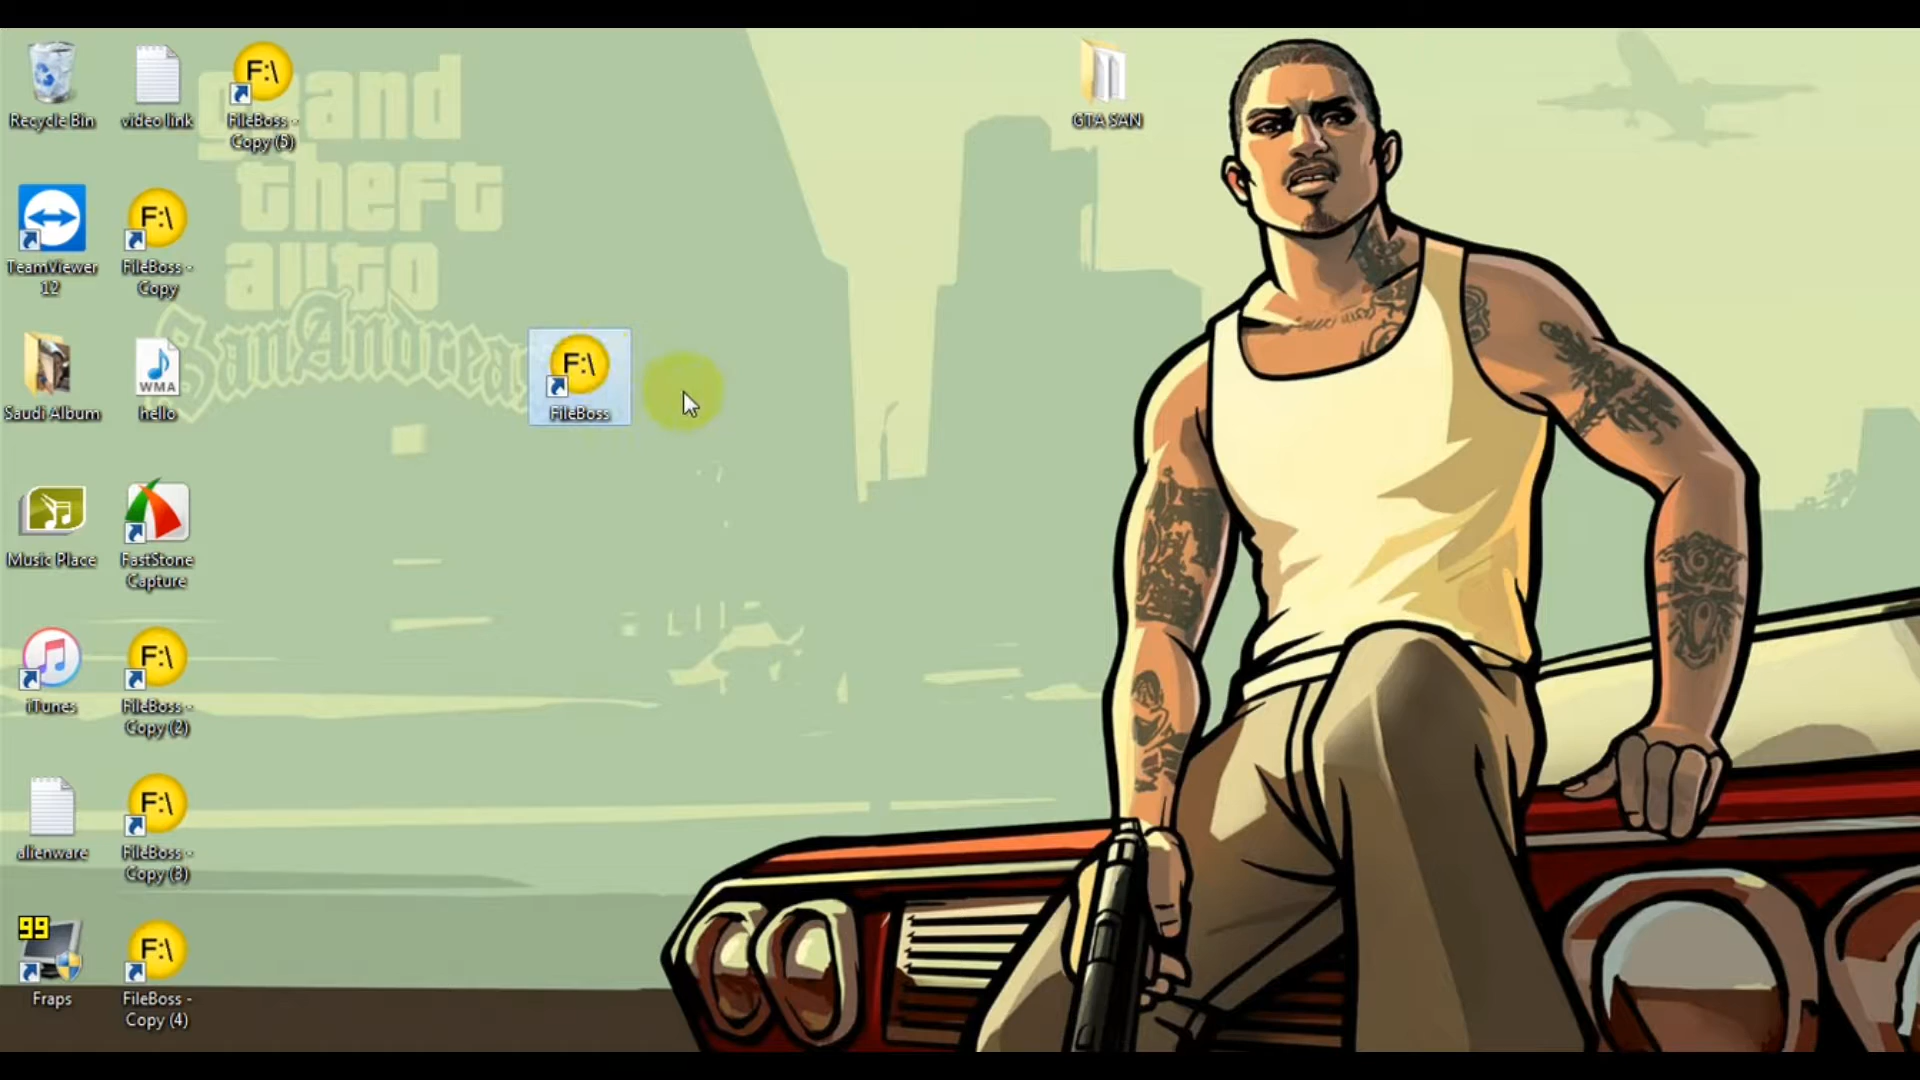 grand
theft
auto
SanAndreas
Recycle Bin
video link
F:\
FileBoss -
Copy (5)
GTA SAN
TeamViewer
12
F:\
FileBoss -
Copy
Saudi Album
WMA
hello
F:\
FileBoss
Music Place
FastStone
Capture
iTunes
F:\
FileBoss -
Copy (2)
alienware
F:\
FileBoss -
Copy (3)
99
Fraps
F:\
FileBoss -
Copy (4)